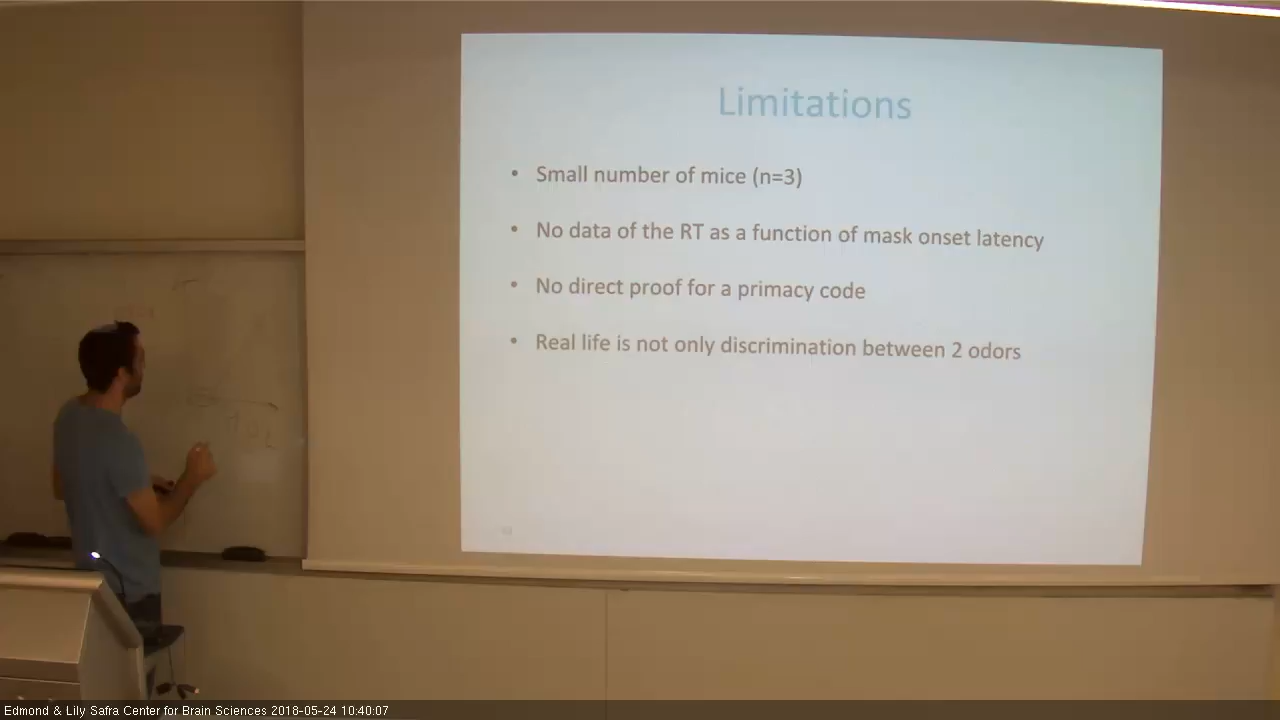 Limitations
• Small number of mice (n=3)
• No data of the RT as a function of mask onset latency
• No direct proof for a primacy code
• Real life is not only discrimination between 2 odors
Edmond & Lily Safra Center for Brain Sciences 2018-05-24 10:40:07